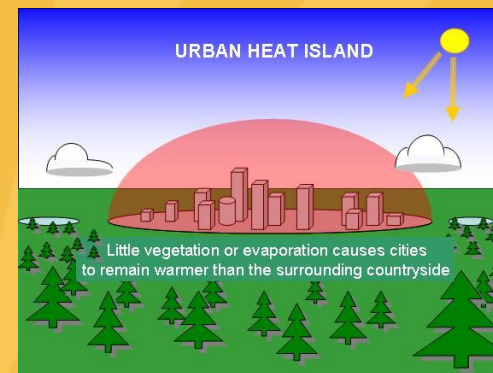 URBAN HEAT ISLAND
Little vegetation or evaporation causes cities
to remain warmer than the surrounding countryside